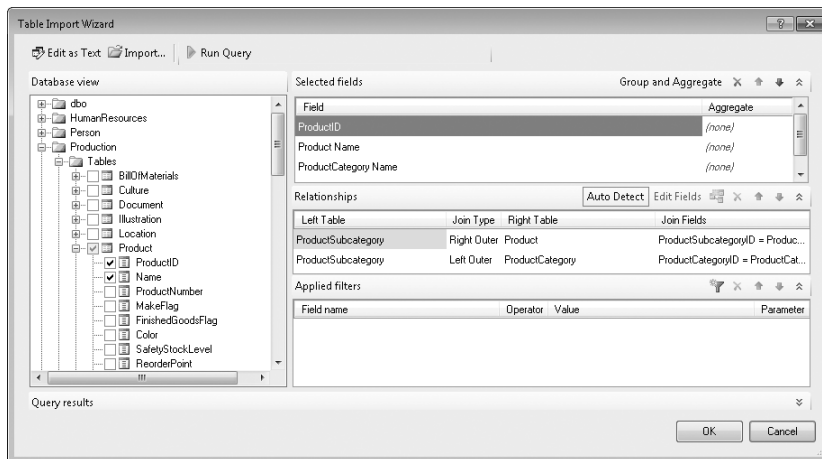 Table Import Wizard
Edit as Text Import... Run Query
Database view
dbo
HumanResources
Person
Production
Tables
BillOfMaterials
Culture
Document
Illustration
Location
Product
ProductID
Name
ProductNumber
MakeFlag
FinishedGoodsFlag
Color
SafetyStockLevel
ReorderPoint
Selected fields Group and Aggregate
Field Aggregate
ProductID (none)
Product Name (none)
ProductCategory Name (none)
Relationships Auto Detect Edit Fields
Left Table Join Type Right Table Join Fields
ProductSubcategory Right Outer Product ProductSubcategoryID = Produc...
ProductSubcategory Left Outer ProductCategory ProductCategoryID = ProductCat...
Applied filters
Field name Operator Value Parameter
Query results
OK Cancel